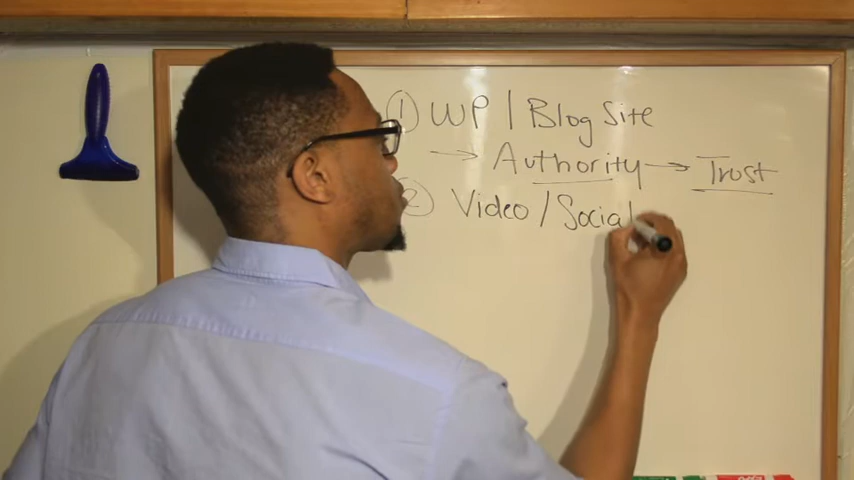 ① WP | Blog Site
→ Authority → Trust
② Video / Social